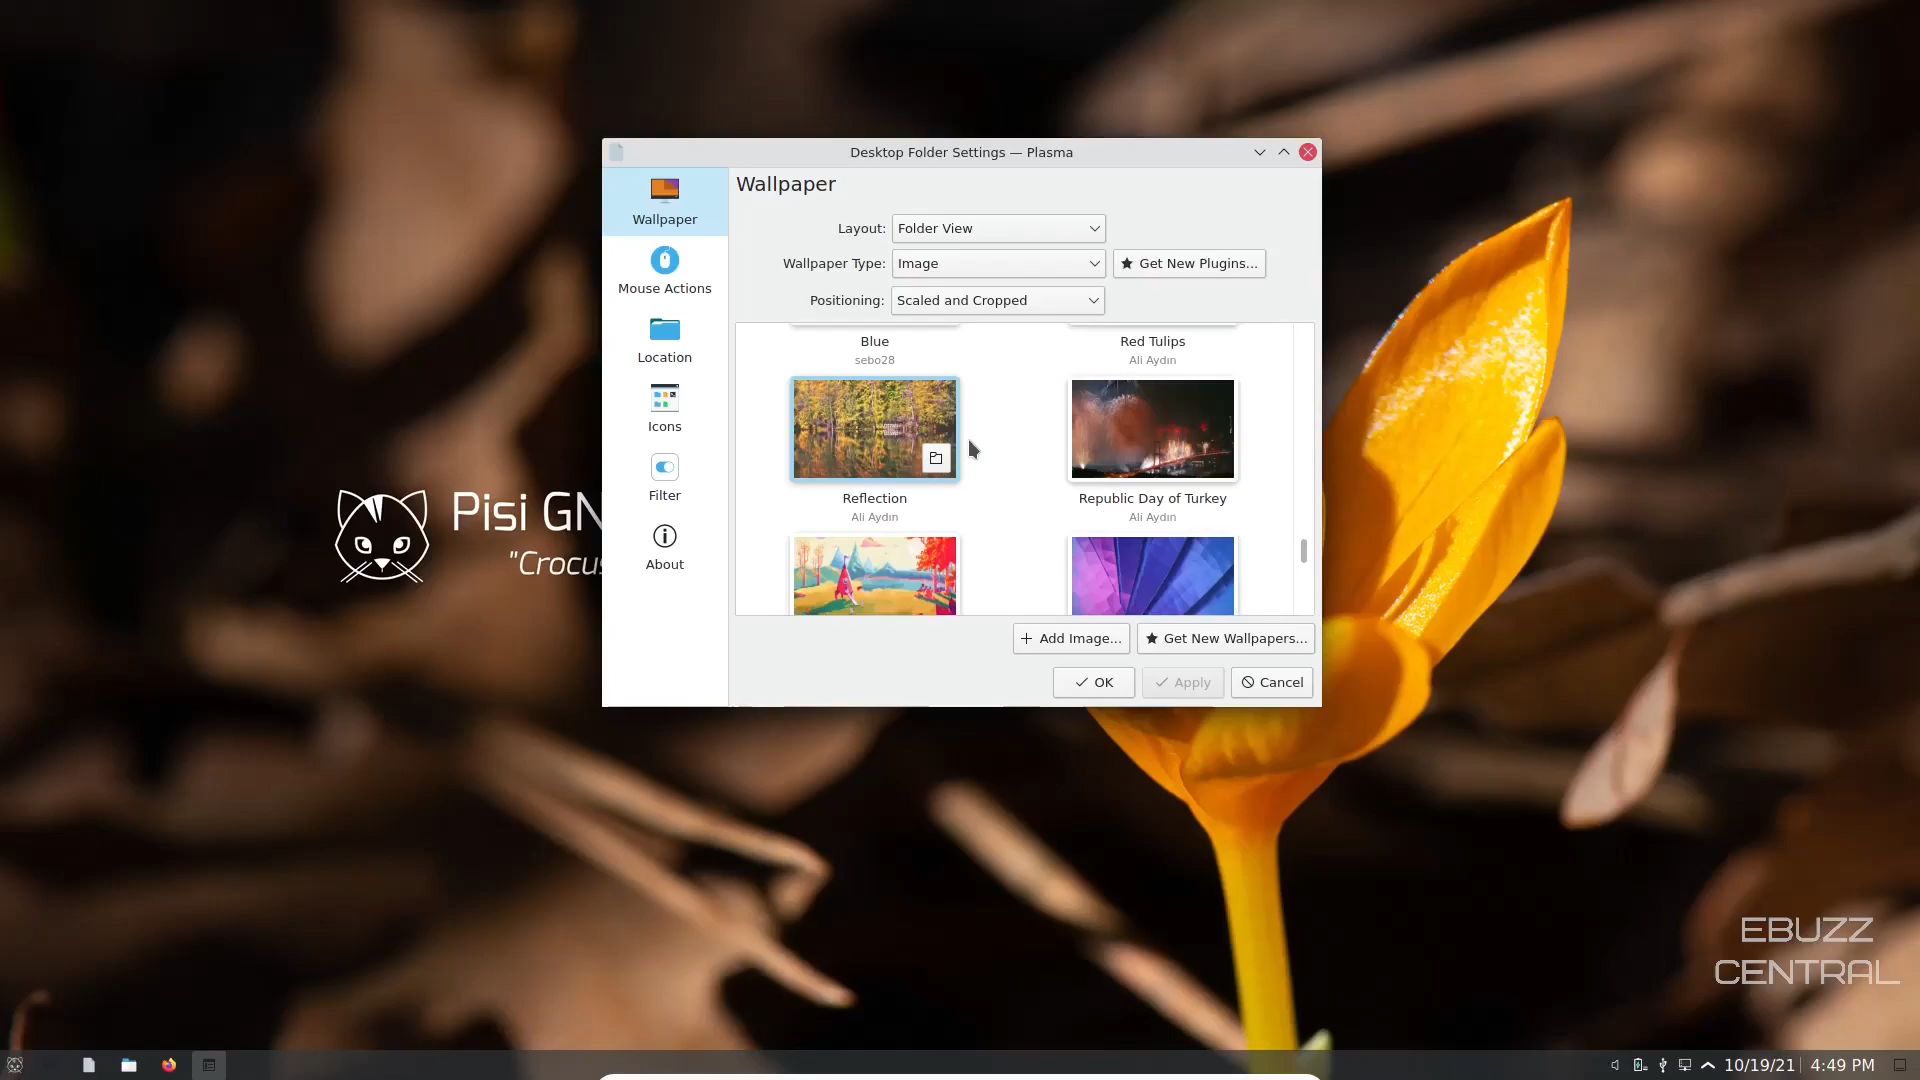 Desktop Folder Settings — Plasma
Wallpaper
Mouse Actions
Location
Icons
Filter
About
Wallpaper
Layout: Folder View
Wallpaper Type: Image Get New Plugins...
Positioning: Scaled and Cropped
Blue Red Tulips
sebo28 Ali Aydın
Reflection Republic Day of Turkey
Ali Aydın Ali Aydın
Add Image... Get New Wallpapers...
OK Apply Cancel
Pisi GN
"Crocus
EBUZZ
CENTRAL
10/19/21 4:49 PM